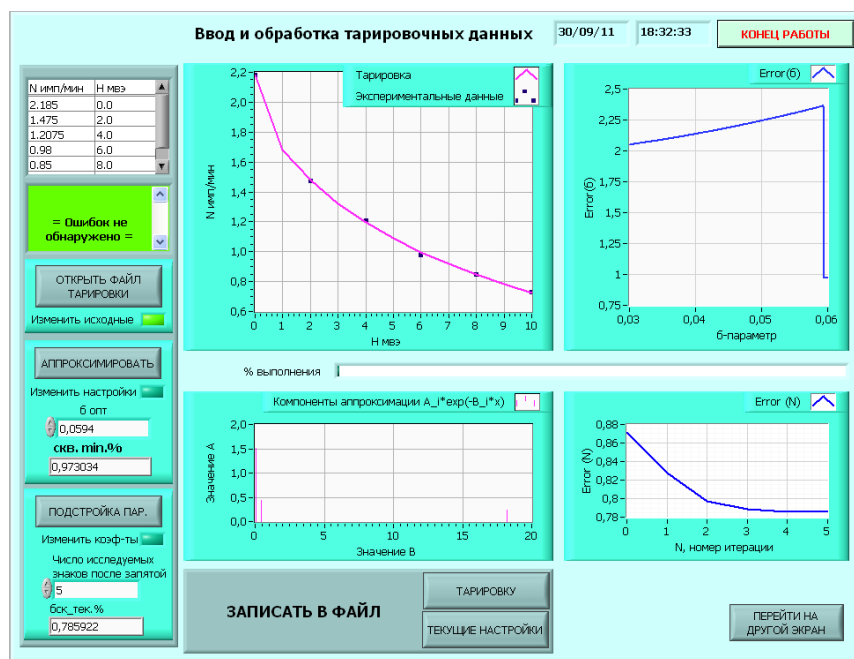 Ввод и обработка тарировочных данных
30/09/11
18:32:33
КОНЕЦ РАБОТЫ
N имп/мин H мвэ
2.185 0.0
1.475 2.0
1.2075 4.0
0.98 6.0
0.85 8.0
= Ошибок не
обнаружено =
ОТКРЫТЬ ФАЙЛ
ТАРИРОВКИ
Изменить исходные
АППРОКСИМИРОВАТЬ
Изменить настройки
б опт
0,0594
скв. min.%
0,973034
ПОДСТРОЙКА ПАР.
Изменить коэф-ты
Число исследуемых
знаков после запятой
5
бск_тек.%
0,785922
Тарировка
Экспериментальные данные
N имп/мин
2,2
2,0
1,8
1,6
1,4
1,2
1,0
0,8
0,6
0 1 2 3 4 5 6 7 8 9 10
H мвэ
Error(б)
Error(б)
2,5
2,25
2
1,75
1,5
1,25
1
0,75
0,03 0,04 0,05 0,06
б-параметр
% выполнения
Компоненты аппроксимации A_i*exp(-B_i*x)
Значение А
2,0
1,5
1,0
0,5
0,0
0 5 10 15 20
Значение В
Error (N)
Error (N)
0,88
0,86
0,84
0,82
0,8
0,78
0 1 2 3 4 5
N, номер итерации
ЗАПИСАТЬ В ФАЙЛ
ТАРИРОВКУ
ТЕКУЩИЕ НАСТРОЙКИ
ПЕРЕЙТИ НА
ДРУГОЙ ЭКРАН